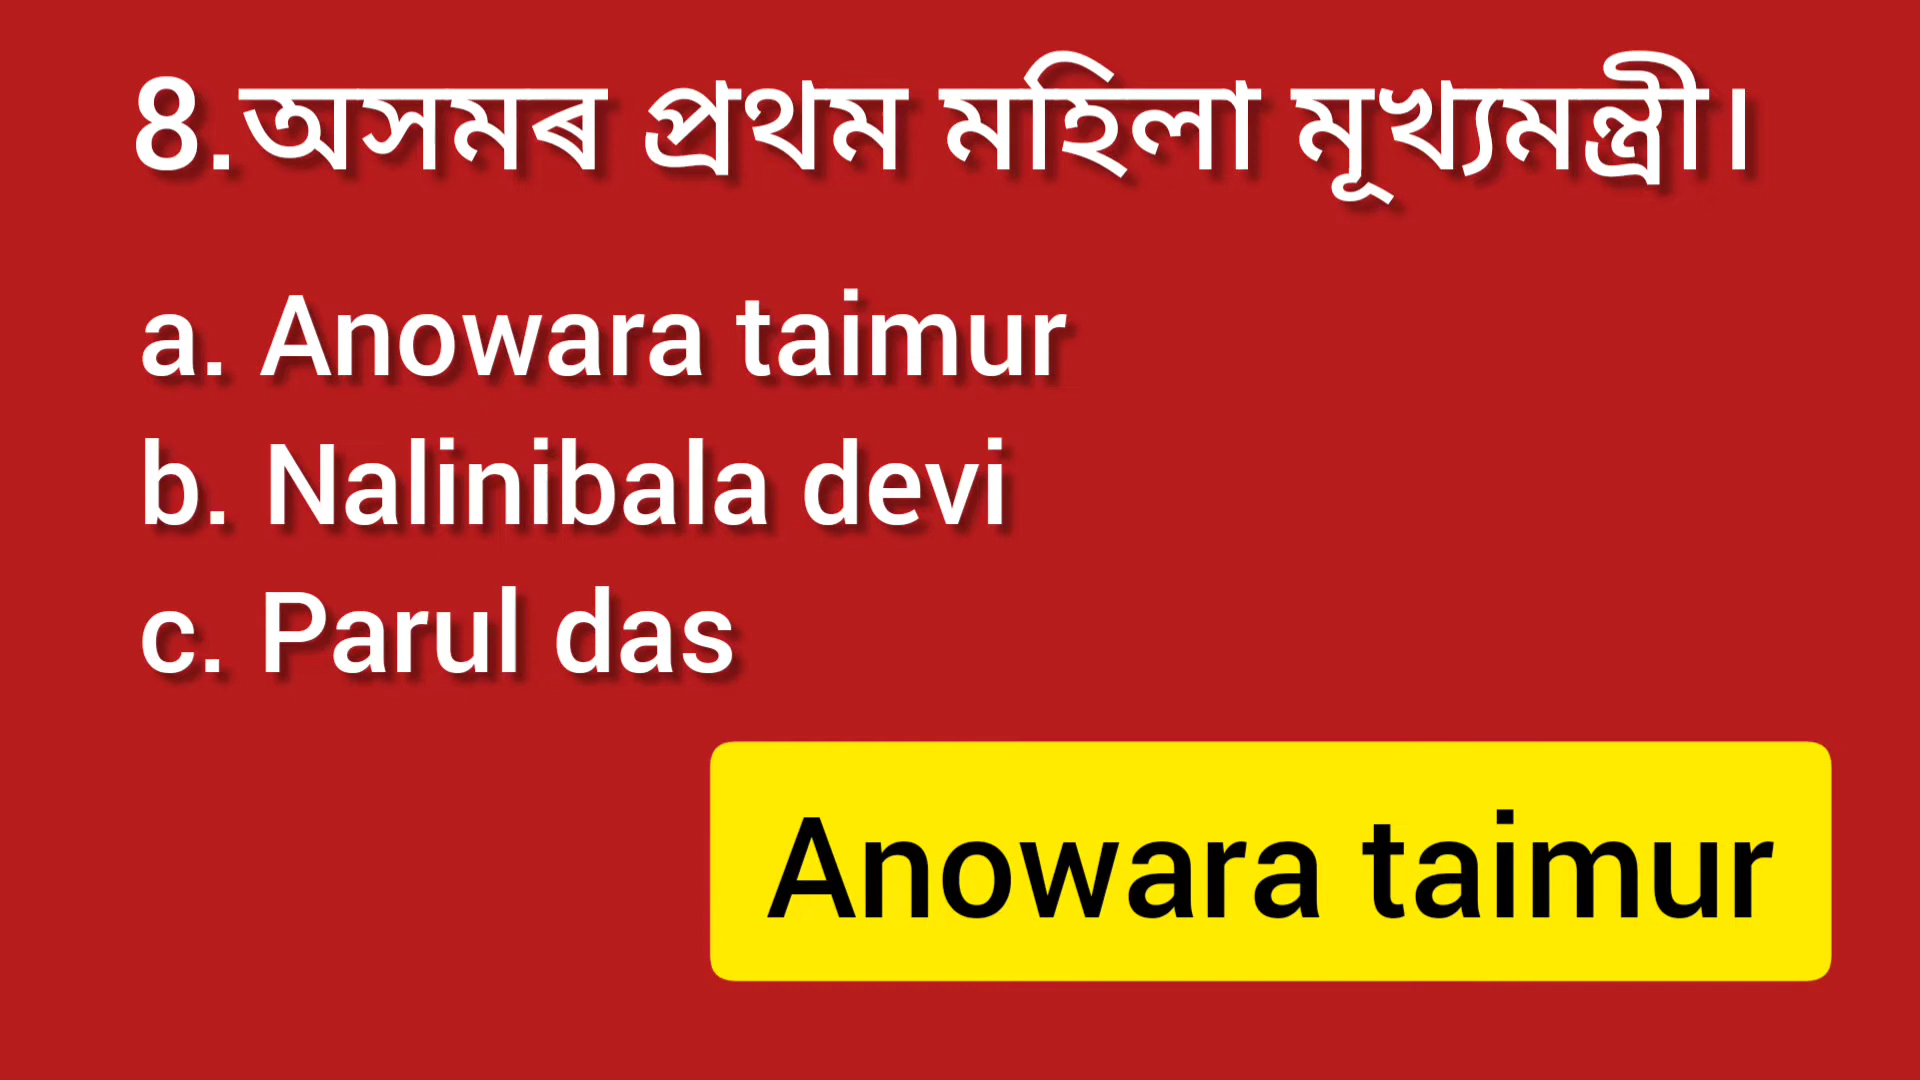 8.অসমৰ প্ৰথম মহিলা মূখ্যমন্ত্ৰী।
a. Anowara taimur
b. Nalinibala devi
c. Parul das
Anowara taimur